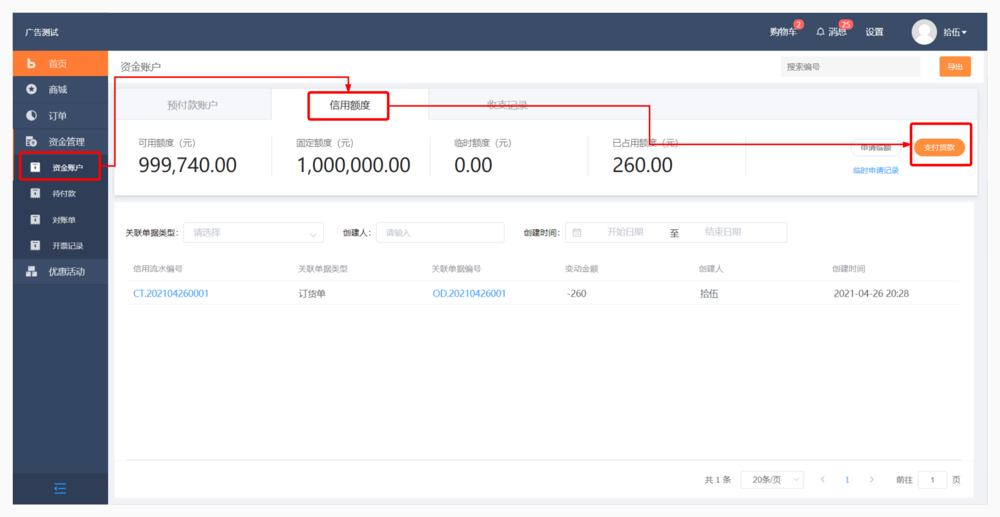 广告测试
购物车 2
消息 25
设置
拾伍
首页
商城
订单
资金管理
资金账户
待付款
对账单
开票记录
优惠活动
资金账户
搜索编号
导出
预付款账户
信用额度
收支记录
可用额度（元）
999,740.00
固定额度（元）
1,000,000.00
临时额度（元）
0.00
已占用额度（元）
260.00
申请临额
支付货款
临时申请记录
关联单据类型： 请选择
创建人： 请输入
创建时间： 开始日期 至 结束日期
信用流水编号 关联单据类型 关联单据编号 变动金额 创建人 创建时间
CT.202104260001 订货单 OD.20210426001 -260 拾伍 2021-04-26 20:28
共 1 条 20条/页 1 前往 1 页